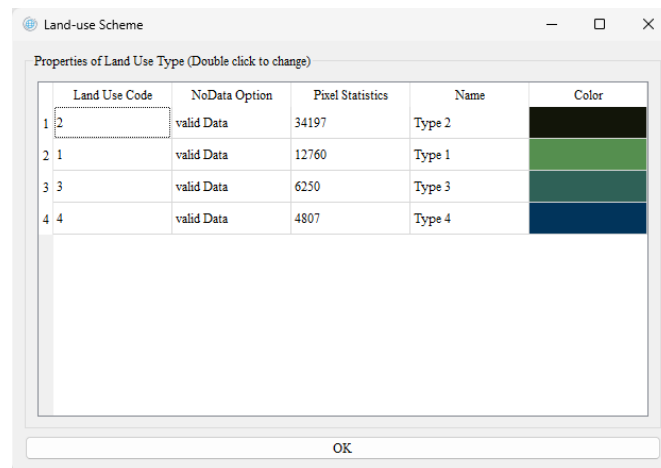 Land-use Scheme
Properties of Land Use Type (Double click to change)
Land Use Code NoData Option Pixel Statistics Name Color
1 2 valid Data 34197 Type 2
2 1 valid Data 12760 Type 1
3 3 valid Data 6250 Type 3
4 4 valid Data 4807 Type 4
OK